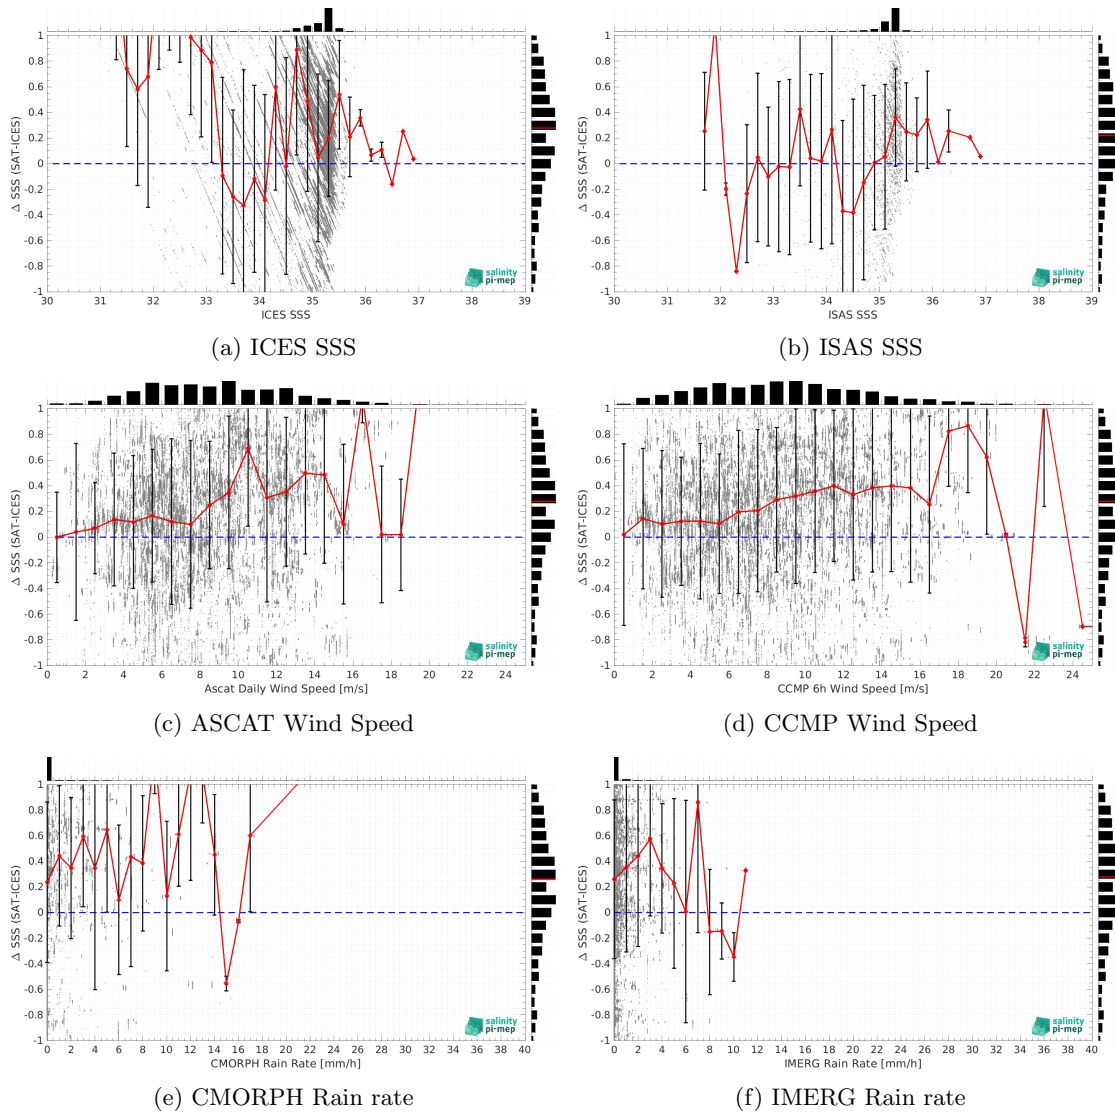 1
0.8
0.6
0.4
0.2
0
-0.2
-0.4
-0.6
-0.8
-1
Δ SSS (SAT-ICES)
30 31 32 33 34 35 36 37 38 39
ICES SSS
salinity
pi-mep
(a) ICES SSS
1
0.8
0.6
0.4
0.2
0
-0.2
-0.4
-0.6
-0.8
-1
Δ SSS (SAT-ICES)
30 31 32 33 34 35 36 37 38 39
ISAS SSS
salinity
pi-mep
(b) ISAS SSS
1
0.8
0.6
0.4
0.2
0
-0.2
-0.4
-0.6
-0.8
-1
Δ SSS (SAT-ICES)
0 2 4 6 8 10 12 14 16 18 20 22 24
Ascat Daily Wind Speed [m/s]
salinity
pi-mep
(c) ASCAT Wind Speed
1
0.8
0.6
0.4
0.2
0
-0.2
-0.4
-0.6
-0.8
-1
Δ SSS (SAT-ICES)
0 2 4 6 8 10 12 14 16 18 20 22 24
CCMP 6h Wind Speed [m/s]
salinity
pi-mep
(d) CCMP Wind Speed
1
0.8
0.6
0.4
0.2
0
-0.2
-0.4
-0.6
-0.8
-1
Δ SSS (SAT-ICES)
0 2 4 6 8 10 12 14 16 18 20 22 24 26 28 30 32 34 36 38 40
CMORPH Rain Rate [mm/h]
salinity
pi-mep
(e) CMORPH Rain rate
1
0.8
0.6
0.4
0.2
0
-0.2
-0.4
-0.6
-0.8
-1
Δ SSS (SAT-ICES)
0 2 4 6 8 10 12 14 16 18 20 22 24 26 28 30 32 34 36 38 40
IMERG Rain Rate [mm/h]
salinity
pi-mep
(f) IMERG Rain rate